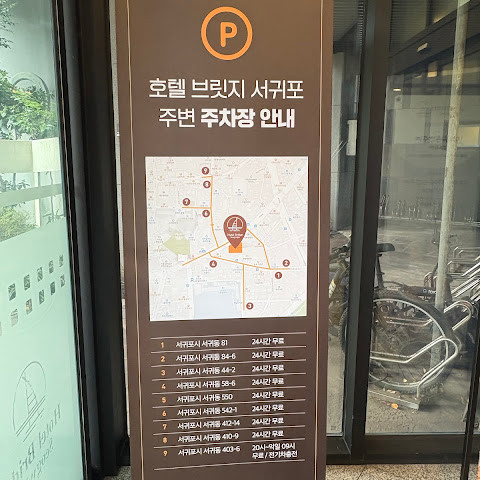 P
호텔 브릿지 서귀포
주변 주차장 안내
1 서귀포시 서귀동 81 24시간 무료
2 서귀포시 서귀동 84-6 24시간 무료
3 서귀포시 서귀동 44-2 24시간 무료
4 서귀포시 서귀동 58-6 24시간 무료
5 서귀포시 서귀동 550 24시간 무료
6 서귀포시 서귀동 542-1 24시간 무료
7 서귀포시 서귀동 412-14 24시간 무료
8 서귀포시 서귀동 410-9 24시간 무료
9 서귀포시 서귀동 403-6 20시~익일 09시
무료 / 전기차충전
Hotel Brid